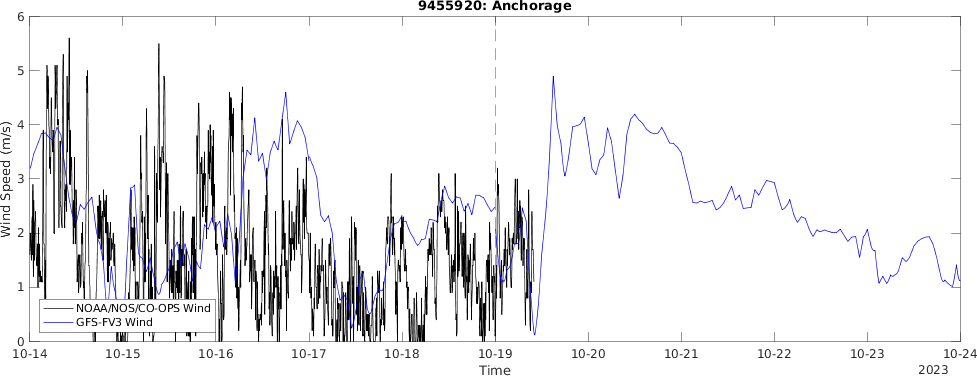 9455920: Anchorage
Wind Speed (m/s)
6
5
4
3
2
1
0
NOAA/NOS/CO-OPS Wind
GFS-FV3 Wind
10-14 10-15 10-16 10-17 10-18 10-19 10-20 10-21 10-22 10-23 10-24
Time
2023